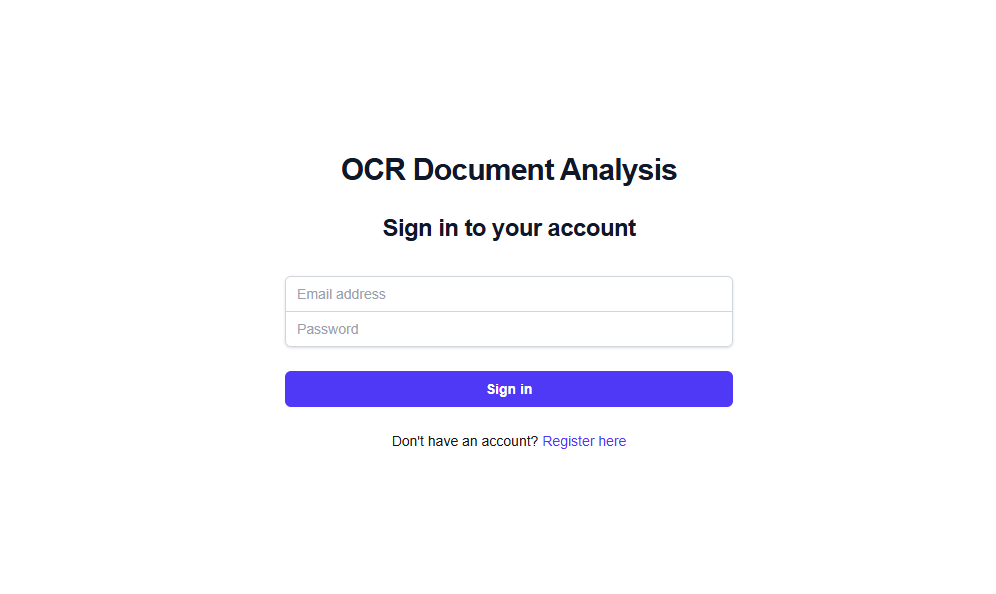 OCR Document Analysis
Sign in to your account
Email address
Password
Sign in
Don't have an account? Register here